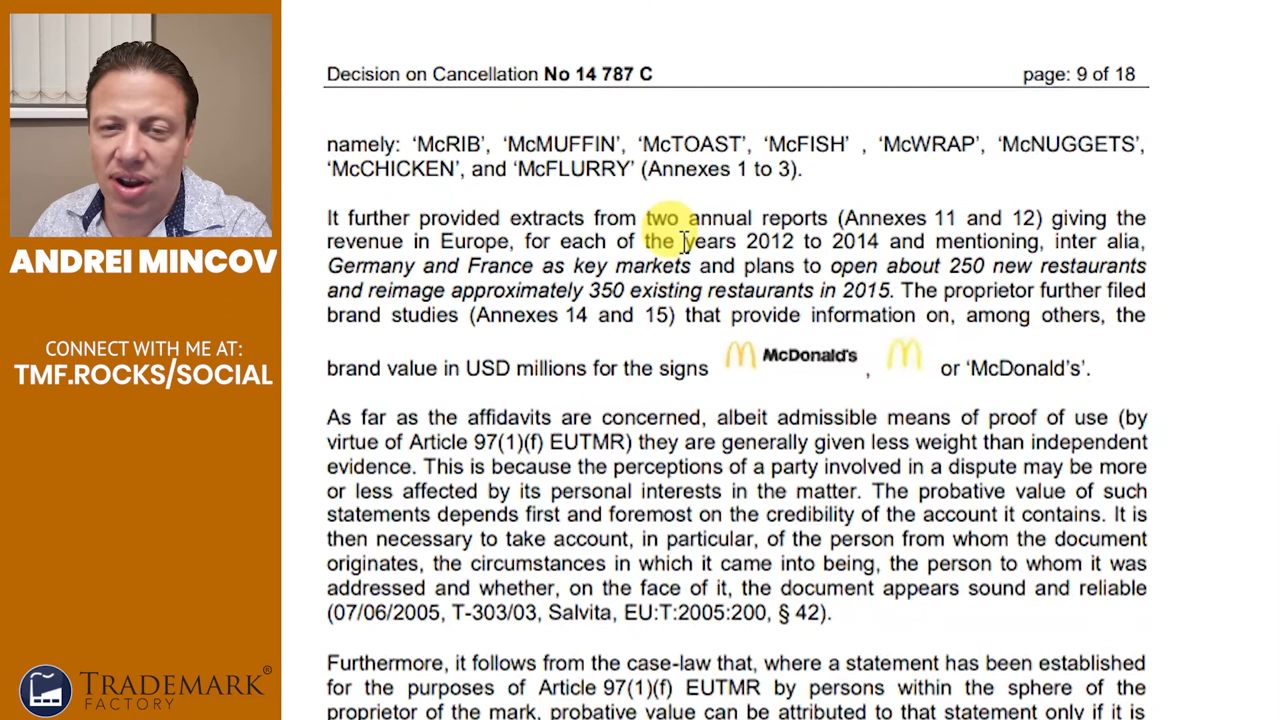 Decision on Cancellation No 14 787 C page: 9 of 18
namely: ‘McRIB’, ‘McMUFFIN’, ‘McTOAST’, ‘McFISH’ , ‘McWRAP’, ‘McNUGGETS’,
‘McCHICKEN’, and ‘McFLURRY’ (Annexes 1 to 3).
It further provided extracts from two annual reports (Annexes 11 and 12) giving the
revenue in Europe, for each of the years 2012 to 2014 and mentioning, inter alia,
Germany and France as key markets and plans to open about 250 new restaurants
and reimage approximately 350 existing restaurants in 2015. The proprietor further filed
brand studies (Annexes 14 and 15) that provide information on, among others, the
brand value in USD millions for the signs McDonald's , or ‘McDonald’s’.
As far as the affidavits are concerned, albeit admissible means of proof of use (by
virtue of Article 97(1)(f) EUTMR) they are generally given less weight than independent
evidence. This is because the perceptions of a party involved in a dispute may be more
or less affected by its personal interests in the matter. The probative value of such
statements depends first and foremost on the credibility of the account it contains. It is
then necessary to take account, in particular, of the person from whom the document
originates, the circumstances in which it came into being, the person to whom it was
addressed and whether, on the face of it, the document appears sound and reliable
(07/06/2005, T-303/03, Salvita, EU:T:2005:200, § 42).
Furthermore, it follows from the case-law that, where a statement has been established
for the purposes of Article 97(1)(f) EUTMR by persons within the sphere of the
proprietor of the mark, probative value can be attributed to that statement only if it is
ANDREI MINCOV
CONNECT WITH ME AT:
TMF.ROCKS/SOCIAL
TRADEMARK®
FACTORY